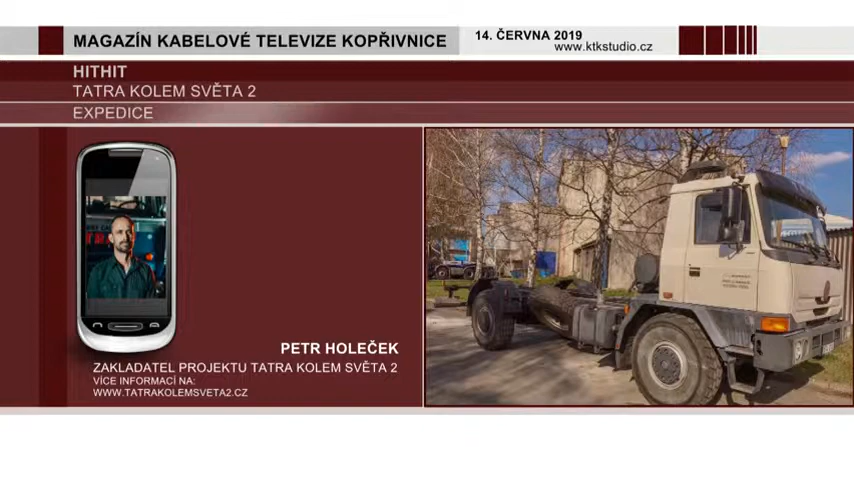 MAGAZÍN KABELOVÉ TELEVIZE KOPŘIVNICE
14. ČERVNA 2019
www.ktkstudio.cz
HITHIT
TATRA KOLEM SVĚTA 2
EXPEDICE
PETR HOLEČEK
ZAKLADATEL PROJEKTU TATRA KOLEM SVĚTA 2
VÍCE INFORMACÍ NA:
WWW.TATRAKOLEMSVETA2.CZ